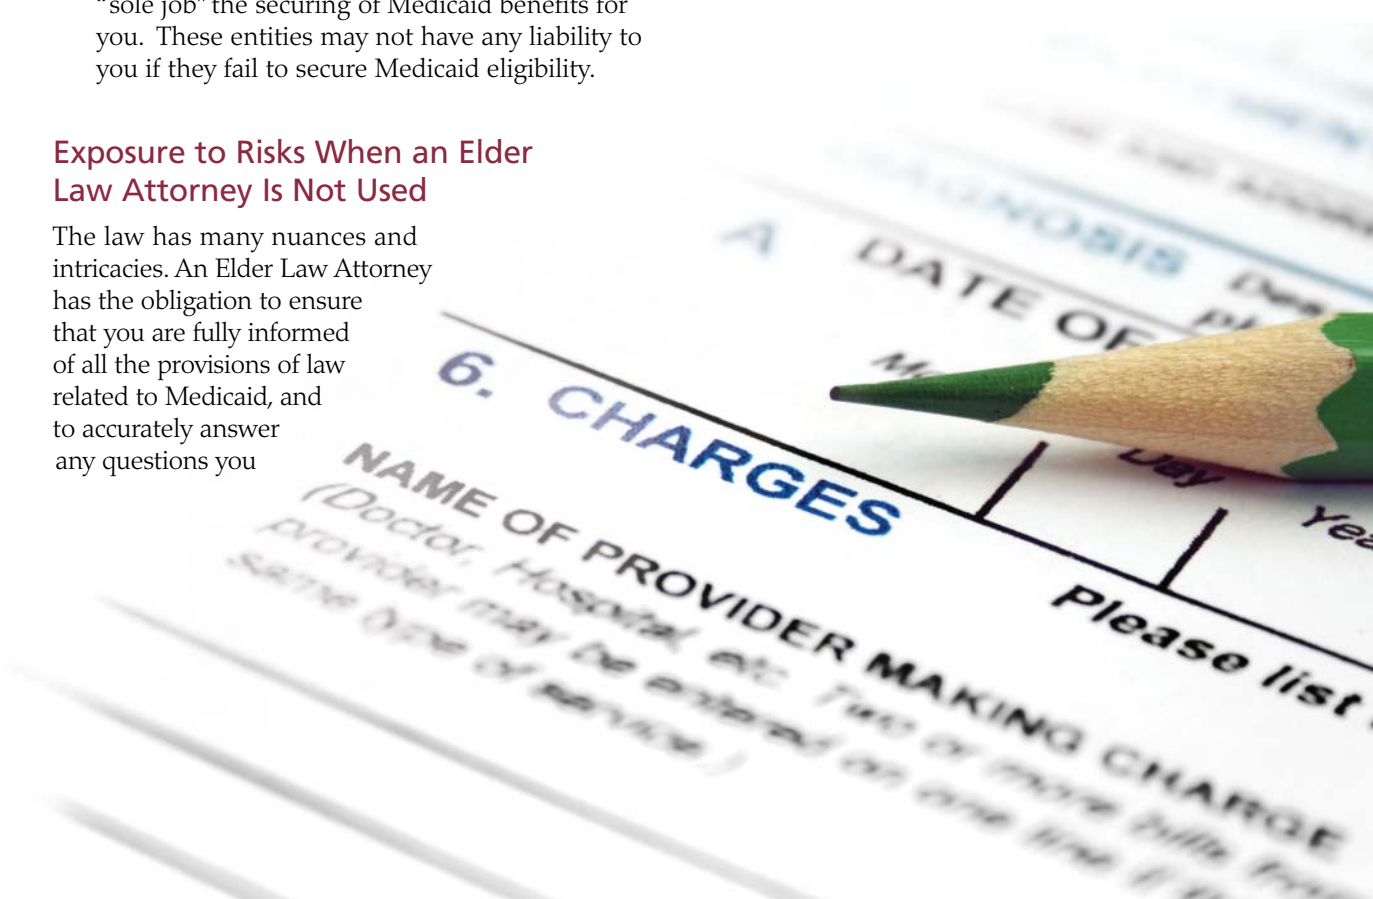 “sole job” the securing of Medicaid benefits for
you. These entities may not have any liability to
you if they fail to secure Medicaid eligibility.
Exposure to Risks When an Elder
Law Attorney Is Not Used
The law has many nuances and
intricacies. An Elder Law Attorney
has the obligation to ensure
that you are fully informed
of all the provisions of law
related to Medicaid, and
to accurately answer
any questions you
DIAGNOSIS
A DATE OF
Day
6. CHARGES
Please list
NAME OF PROVIDER MAKING CHARGE
(Doctor, Hospital, etc. Two or more bills from
provider may be entered on one line if
same type of service.)